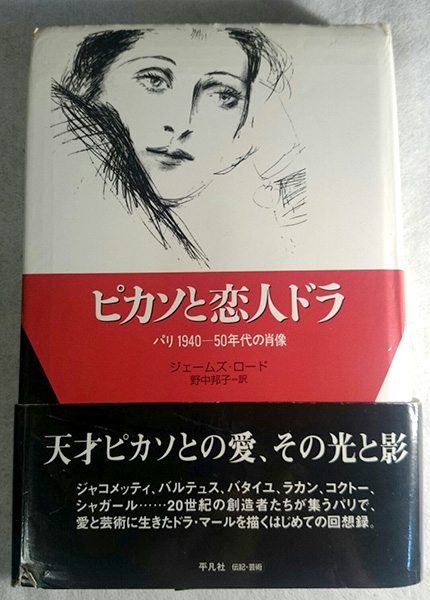 ピカソと恋人ドラ
パリ1940―50年代の肖像
ジェームズ・ロード
野中邦子=訳
天才ピカソとの愛、その光と影
ジャコメッティ、バルテュス、バタイユ、ラカン、コクトー、
シャガール……20世紀の創造者たちが集うパリで、
愛と芸術に生きたドラ・マールを描くはじめての回想録。
平凡社 伝記・芸術